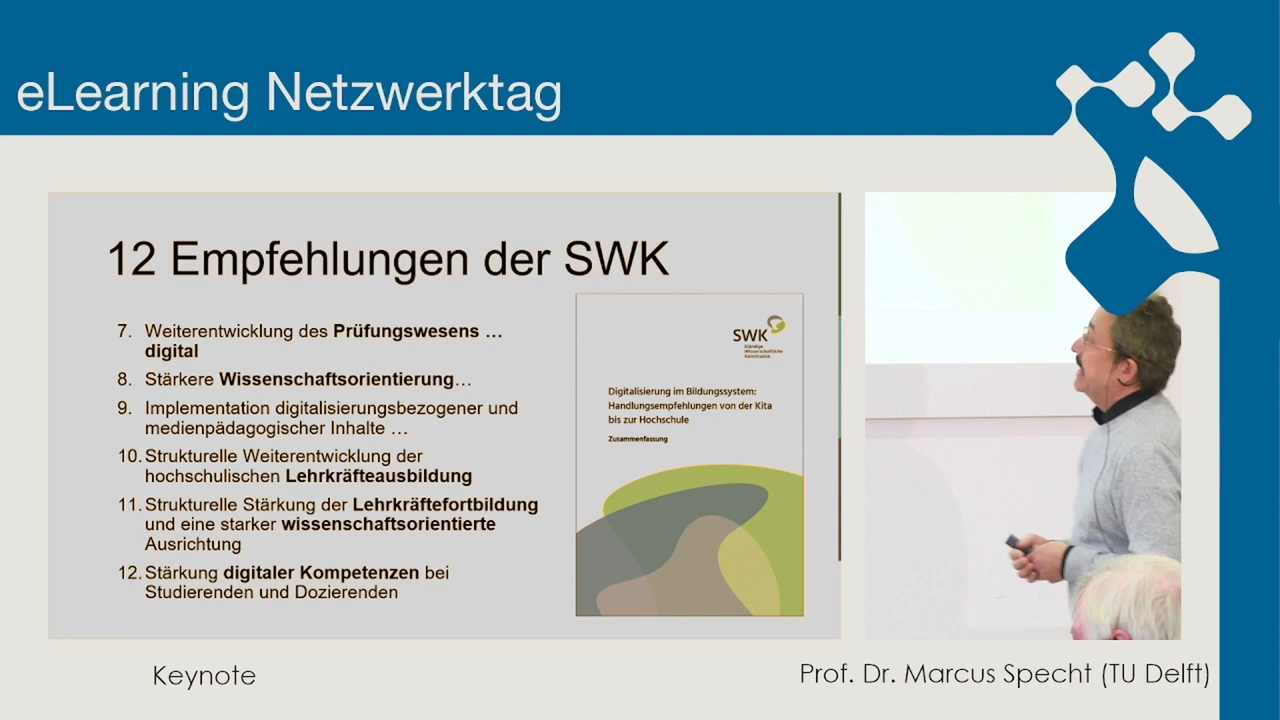 eLearning Netzwerktag
12 Empfehlungen der SWK
7. Weiterentwicklung des Prüfungswesens …
digital
8. Stärkere Wissenschaftsorientierung…
9. Implementation digitalisierungsbezogener und
medienpädagogischer Inhalte …
10. Strukturelle Weiterentwicklung der
hochschulischen Lehrkräfteausbildung
11. Strukturelle Stärkung der Lehrkräftefortbildung
und eine starker wissenschaftsorientierte
Ausrichtung
12. Stärkung digitaler Kompetenzen bei
Studierenden und Dozierenden
SWK
Ständige
Wissenschaftliche
Kommission
Digitalisierung im Bildungssystem:
Handlungsempfehlungen von der Kita
bis zur Hochschule
Zusammenfassung
Keynote
Prof. Dr. Marcus Specht (TU Delft)